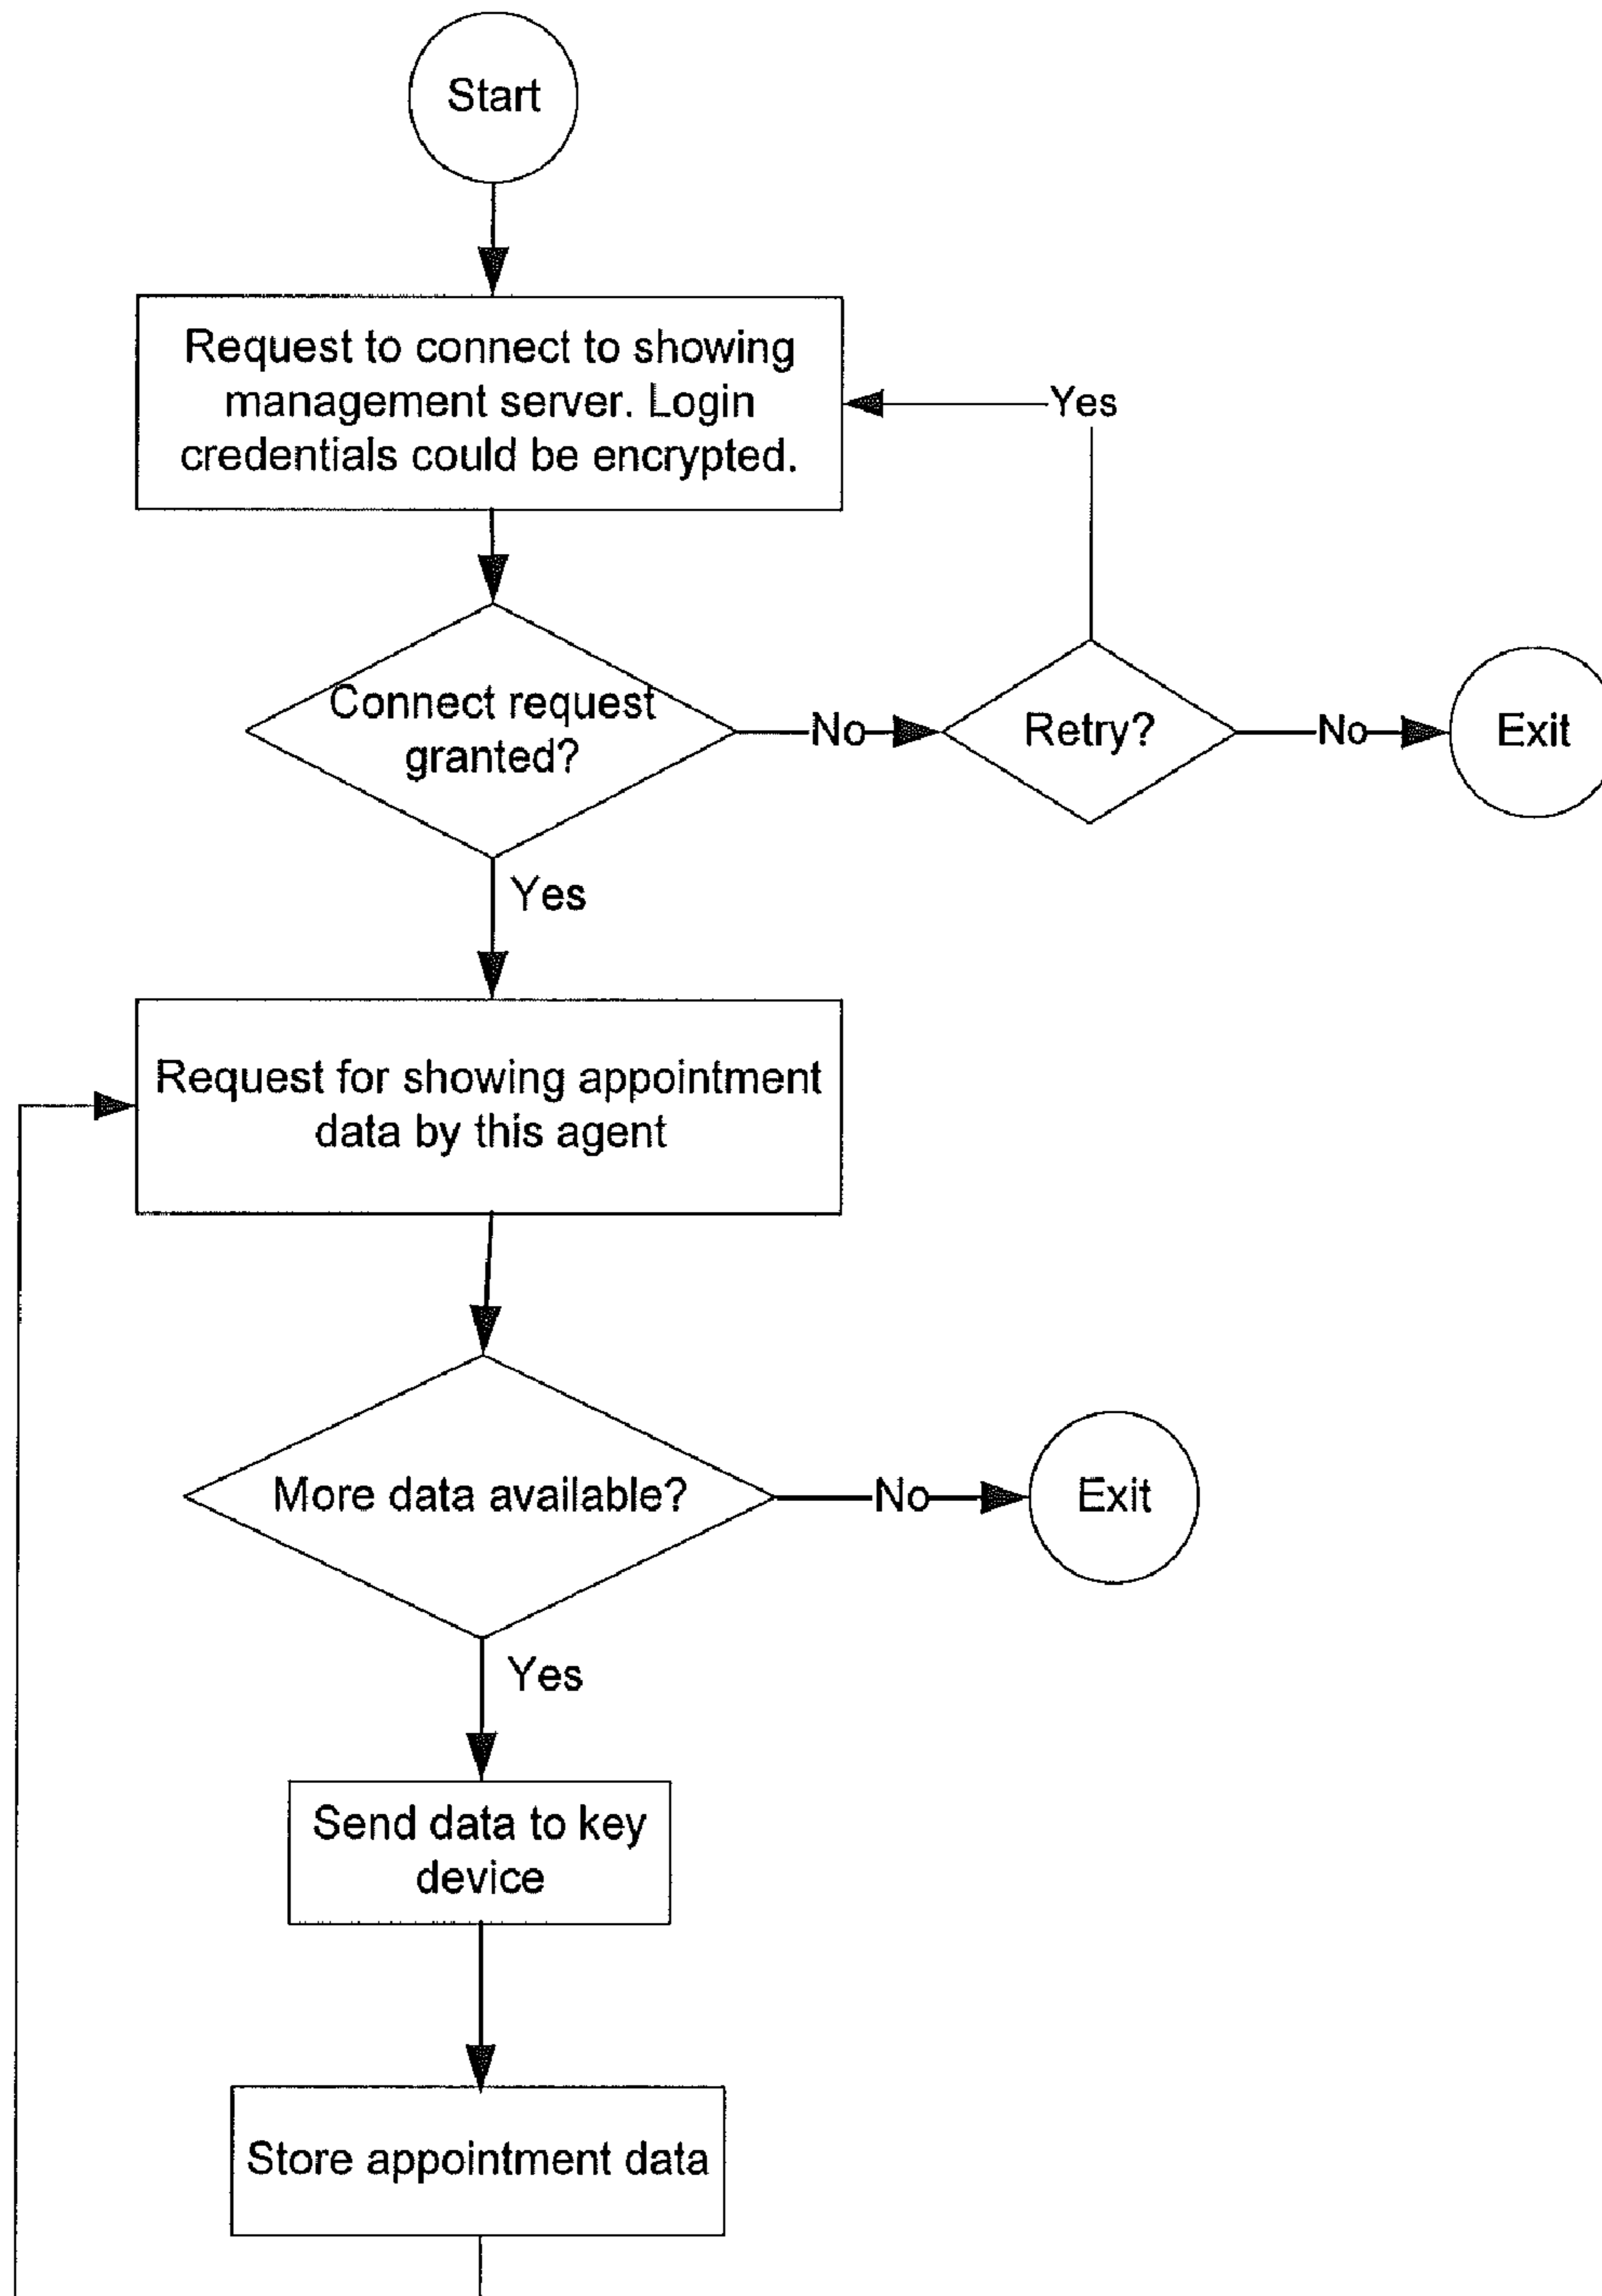 Start
Request to connect to showing
management server. Login
credentials could be encrypted.
Yes
Connect request
granted?
No
Retry?
No
Exit
Yes
Request for showing appointment
data by this agent
More data available?
No
Exit
Yes
Send data to key
device
Store appointment data